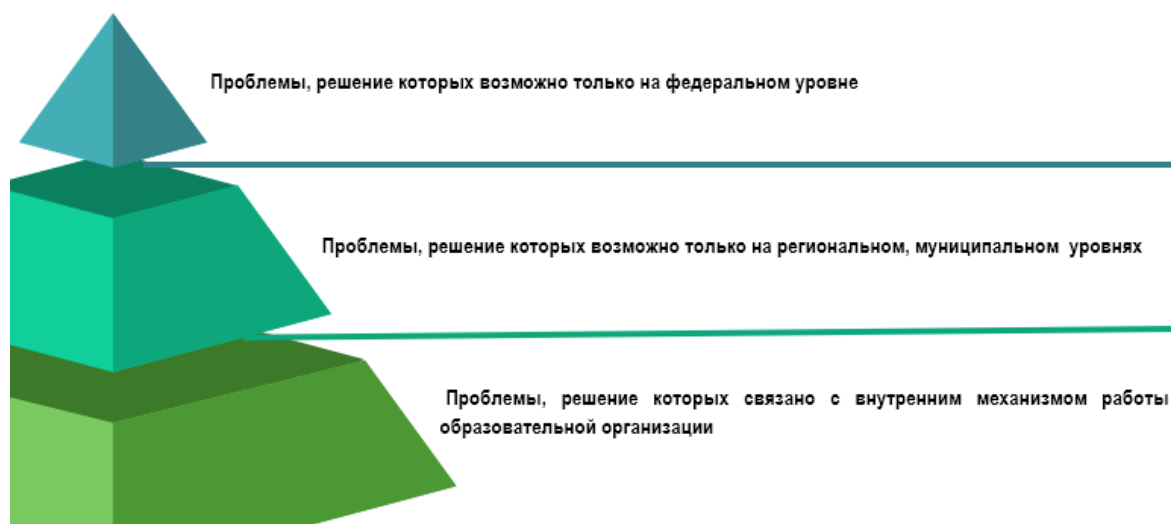 Проблемы, решение которых возможно только на федеральном уровне
Проблемы, решение которых возможно только на региональном, муниципальном уровнях
Проблемы, решение которых связано с внутренним механизмом работы
образовательной организации